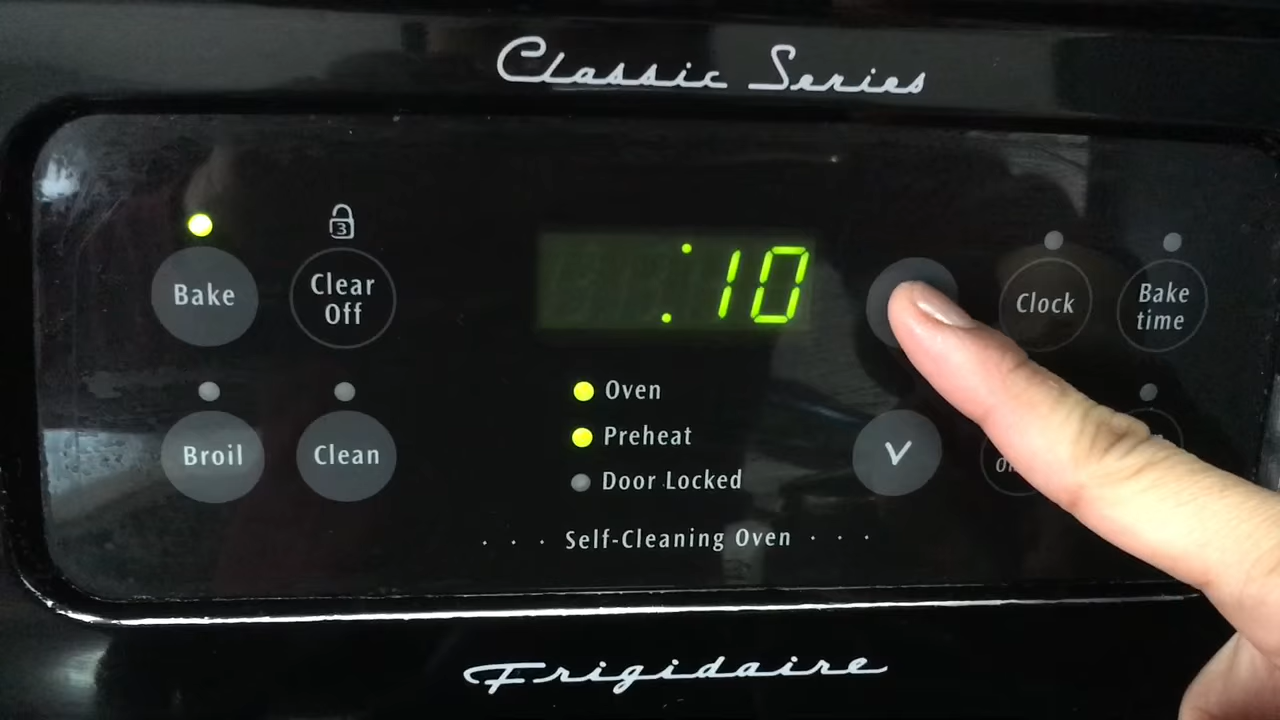 Classic Series
3
Bake
Clear
Off
:10
Clock
Bake
time
Oven
Preheat
Door Locked
Broil
Clean
V
· · · Self-Cleaning Oven · · ·
Frigidaire